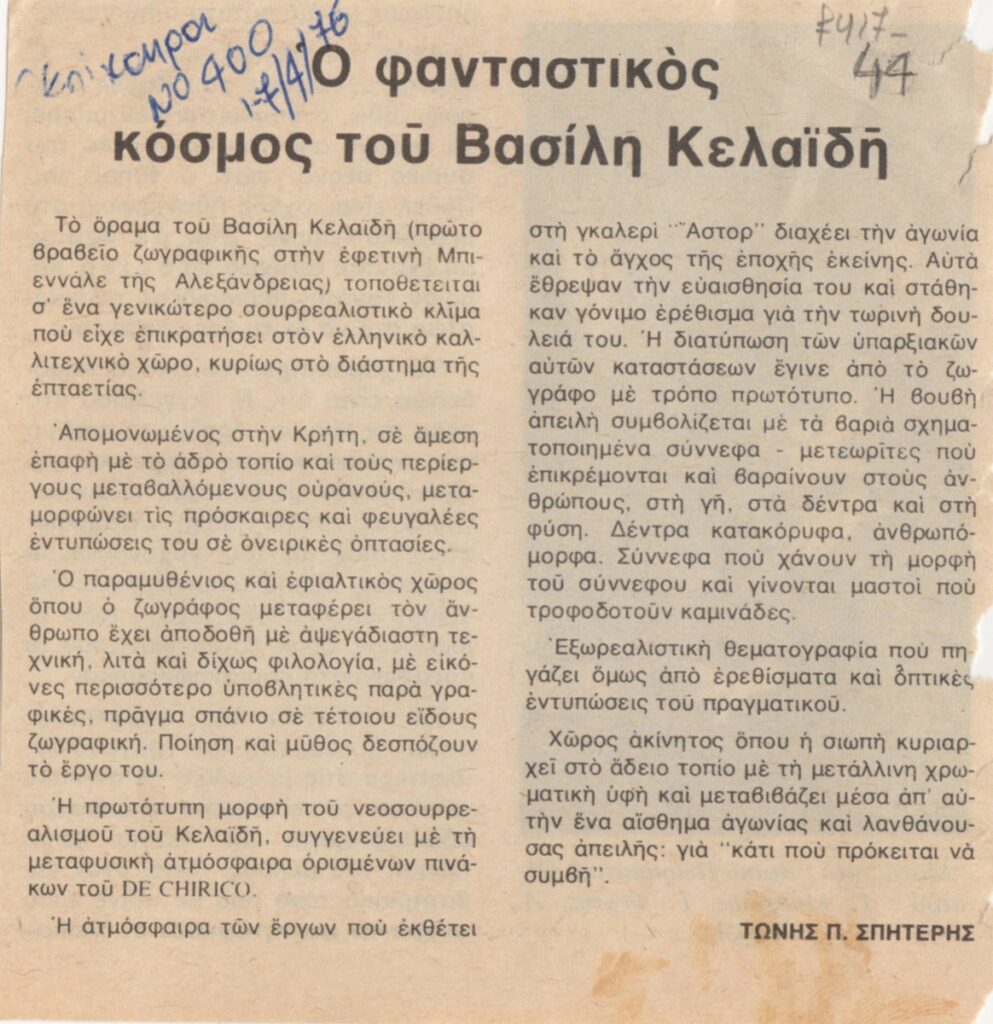 Ἐπίκαιροι
Νο 400
1-7/4/76
F417-
44
Ὁ φανταστικὸς
κόσμος τοῦ Βασίλη Κελαϊδῆ
Τὸ ὅραμα τοῦ Βασίλη Κελαϊδῆ (πρῶτο
βραβεῖο ζωγραφικῆς στὴν ἐφετινὴ Μπι-
εννάλε τῆς Ἀλεξάνδρειας) τοποθετειται
σ' ἕνα γενικώτερο σουρρεαλιστικὸ κλῖμα
ποὺ εἶχε ἐπικρατήσει στὸν ἑλληνικὸ καλ-
λιτεχνικὸ χῶρο, κυρίως στὸ διάστημα τῆς
ἑπταετίας.
Ἀπομονωμένος στὴν Κρήτη, σὲ ἄμεση
ἐπαφὴ μὲ τὸ ἁδρὸ τοπίο καὶ τοὺς περίερ-
γους μεταβαλλόμενους οὐρανούς, μετα-
μορφώνει τὶς πρόσκαιρες καὶ φευγαλέες
ἐντυπώσεις του σὲ ὀνειρικὲς ὀπτασίες.
Ὁ παραμυθένιος καὶ ἐφιαλτικὸς χῶρος
ὅπου ὁ ζωγράφος μεταφέρει τὸν ἄν-
θρωπο ἔχει ἀποδοθῆ μὲ ἀψεγάδιαστη τε-
χνική, λιτὰ καὶ δίχως φιλολογία, μὲ εἰκό-
νες περισσότερο ὑποβλητικὲς παρὰ γρα-
φικές, πρᾶγμα σπάνιο σὲ τέτοιου εἴδους
ζωγραφική. Ποίηση καὶ μῦθος δεσπόζουν
τὸ ἔργο του.
Ἡ πρωτότυπη μορφὴ τοῦ νεοσουρρε-
αλισμοῦ τοῦ Κελαϊδῆ, συγγενεύει μὲ τὴ
μεταφυσικὴ ἀτμόσφαιρα ὁρισμένων πινά-
κων τοῦ DE CHIRICO.
Ἡ ἀτμόσφαιρα τῶν ἔργων ποὺ ἐκθέτει
στὴ γκαλερὶ "Ἄστορ" διαχέει τὴν ἀγωνία
καὶ τὸ ἄγχος τῆς ἐποχῆς ἐκείνης. Αὐτὰ
ἔθρεψαν τὴν εὐαισθησία του καὶ στάθη-
καν γόνιμο ἐρέθισμα γιὰ τὴν τωρινὴ δου-
λειά του. Ἡ διατύπωση τῶν ὑπαρξιακῶν
αὐτῶν καταστάσεων ἔγινε ἀπὸ τὸ ζω-
γράφο μὲ τρόπο πρωτότυπο. Ἡ βουβὴ
ἀπειλὴ συμβολίζεται μὲ τὰ βαριὰ σχημα-
τοποιημένα σύννεφα - μετεωρίτες ποὺ
ἐπικρέμονται καὶ βαραίνουν στοὺς ἀν-
θρώπους, στὴ γῆ, στὰ δέντρα καὶ στὴ
φύση. Δέντρα κατακόρυφα, ἀνθρωπό-
μορφα. Σύννεφα ποὺ χάνουν τὴ μορφὴ
τοῦ σύννεφου καὶ γίνονται μαστοὶ ποὺ
τροφοδοτοῦν καμινάδες.
Ἐξωρεαλιστικὴ θεματογραφία ποὺ πη-
γάζει ὅμως ἀπὸ ἐρεθίσματα καὶ ὀπτικὲς
ἐντυπώσεις τοῦ πραγματικοῦ.
Χῶρος ἀκίνητος ὅπου ἡ σιωπὴ κυριαρ-
χεῖ στὸ ἄδειο τοπίο μὲ τὴ μετάλλινη χρω-
ματικὴ ὑφὴ καὶ μεταβιβάζει μέσα ἀπ' αὐ-
τὴν ἕνα αἴσθημα ἀγωνίας καὶ λανθάνου-
σας ἀπειλῆς: γιὰ "κάτι ποὺ πρόκειται νὰ
συμβῆ".
ΤΩΝΗΣ Π. ΣΠΗΤΕΡΗΣ